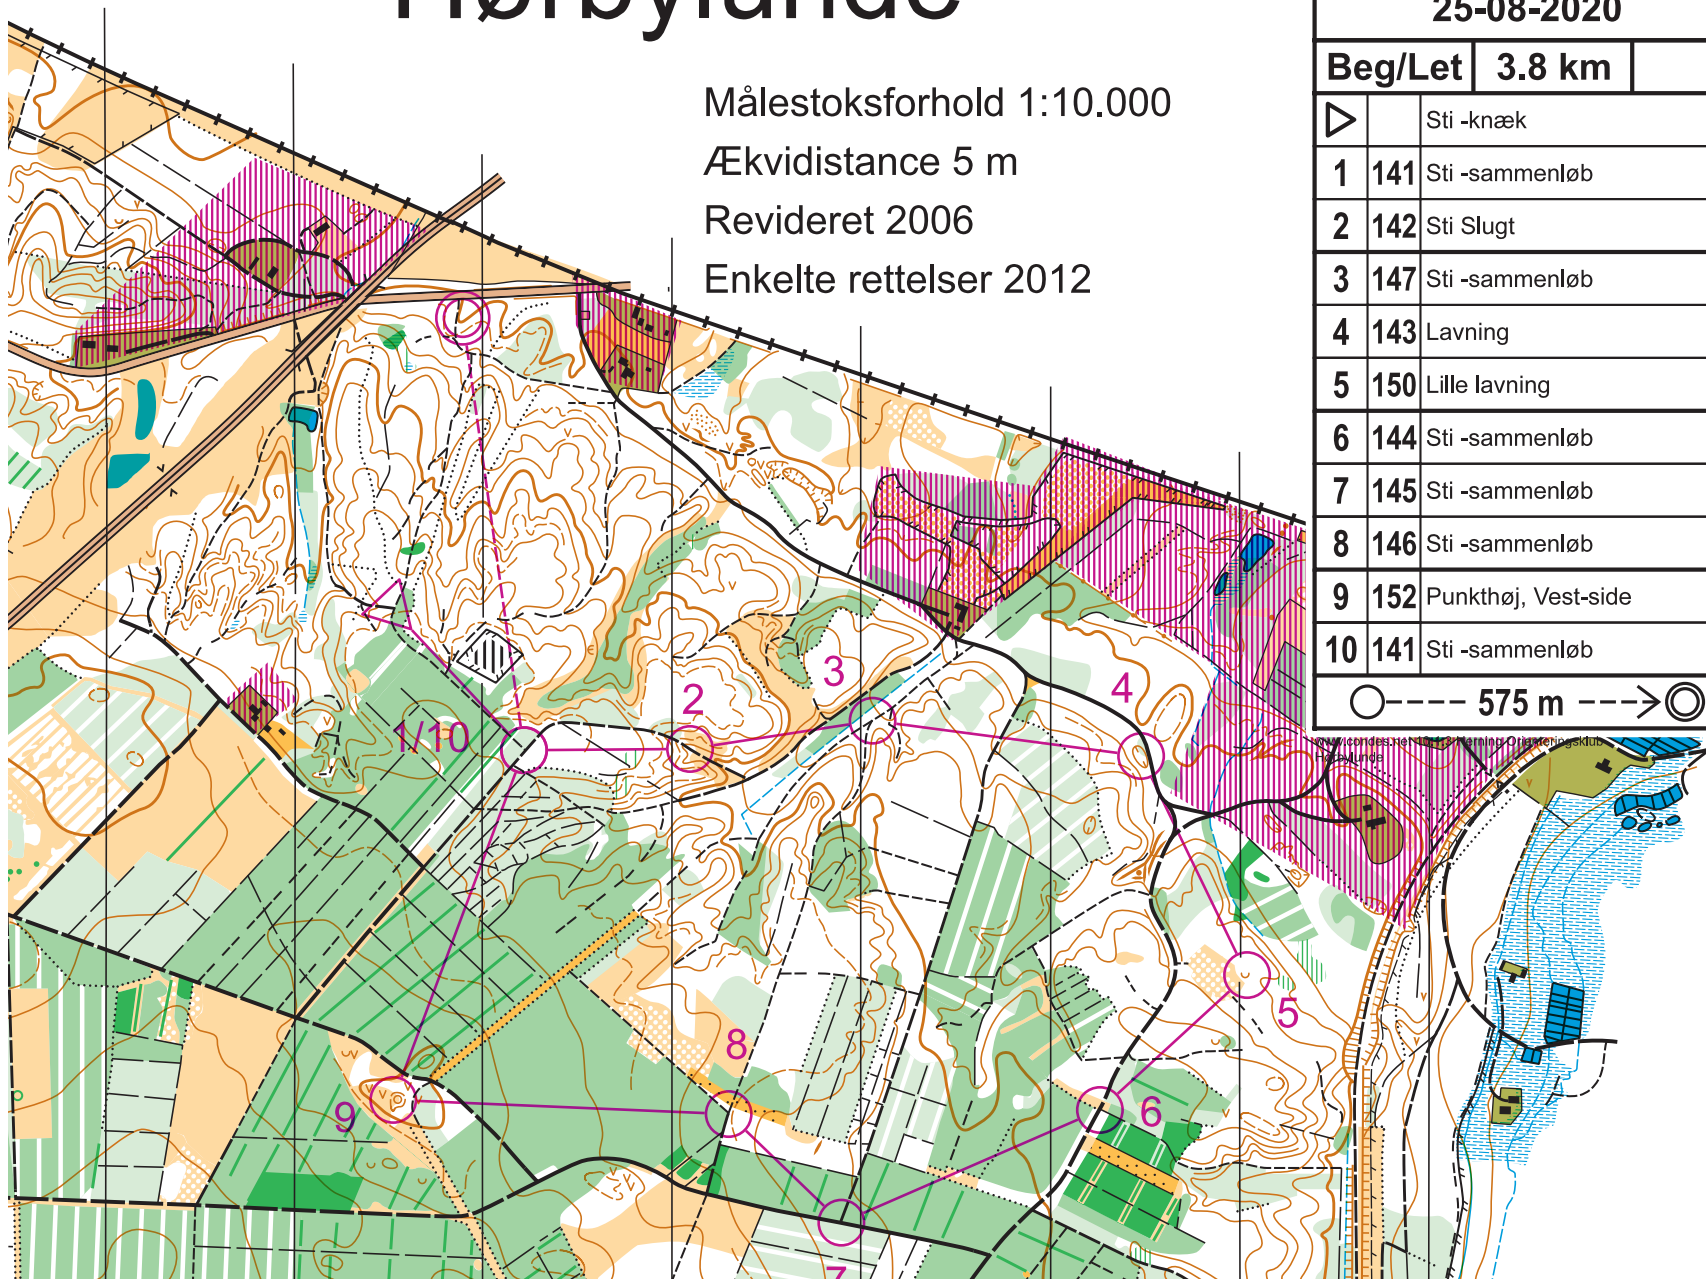 Hørbylunde
25-08-2020
Beg/Let 3.8 km
Målestoksforhold 1:10.000
Ækvidistance 5 m
Revideret 2006
Enkelte rettelser 2012
Sti -knæk
1 141 Sti -sammenløb
2 142 Sti Slugt
3 147 Sti -sammenløb
4 143 Lavning
5 150 Lille lavning
6 144 Sti -sammenløb
7 145 Sti -sammenløb
8 146 Sti -sammenløb
9 152 Punkthøj, Vest-side
10 141 Sti -sammenløb
575 m
Hørbylunde
3
2
4
1/10
5
8
6
9
7